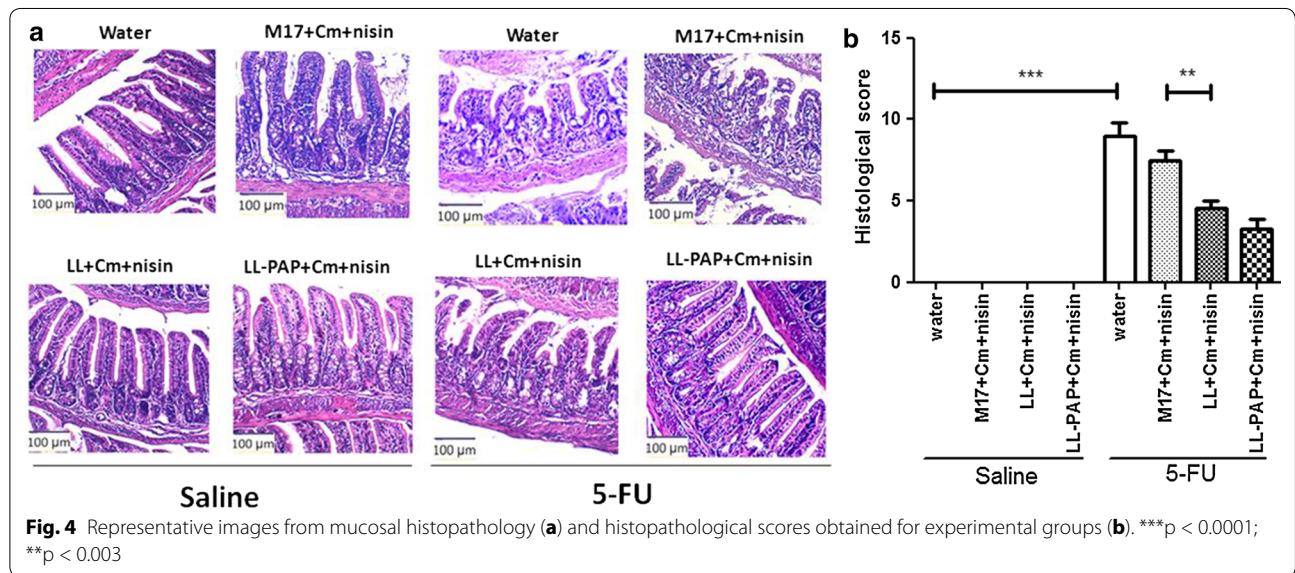 a
Water
M17+Cm+nisin
Water
M17+Cm+nisin
100 µm
100 µm
100 µm
100 µm
LL+Cm+nisin
LL-PAP+Cm+nisin
LL+Cm+nisin
LL-PAP+Cm+nisin
100 µm
100 µm
100 µm
100 µm
Saline
5-FU
b
Histological score
15
10
5
0
***
**
water
M17+Cm+nisin
LL+Cm+nisin
LL-PAP+Cm+nisin
water
M17+Cm+nisin
LL+Cm+nisin
LL-PAP+Cm+nisin
Saline
5-FU
Fig. 4 Representative images from mucosal histopathology (a) and histopathological scores obtained for experimental groups (b). ***p < 0.0001;
**p < 0.003